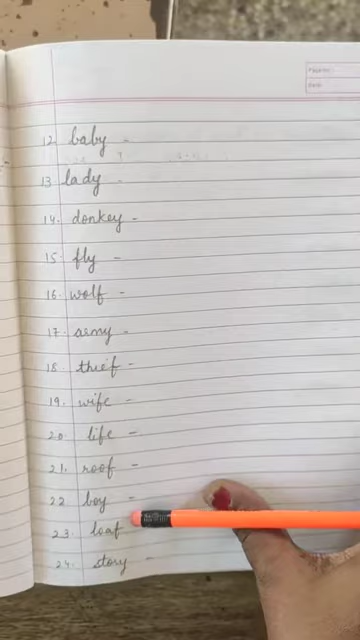 12. baby -
13 lady -
14. donkey -
15. fly -
16. wolf -
17. army -
18. thief -
19. wife -
20. life -
21. roof -
22 boy -
23. loaf
24. story -